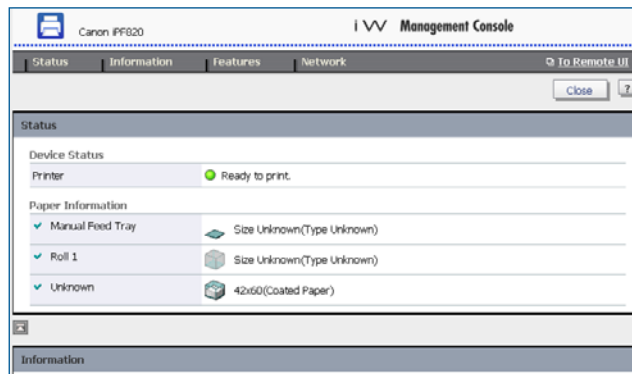 Canon iPF820
iW Management Console
Status Information Features Network To Remote UI
Close ?
Status
Device Status
Printer Ready to print.
Paper Information
Manual Feed Tray Size Unknown(Type Unknown)
Roll 1 Size Unknown(Type Unknown)
Unknown 42x60(Coated Paper)
Information